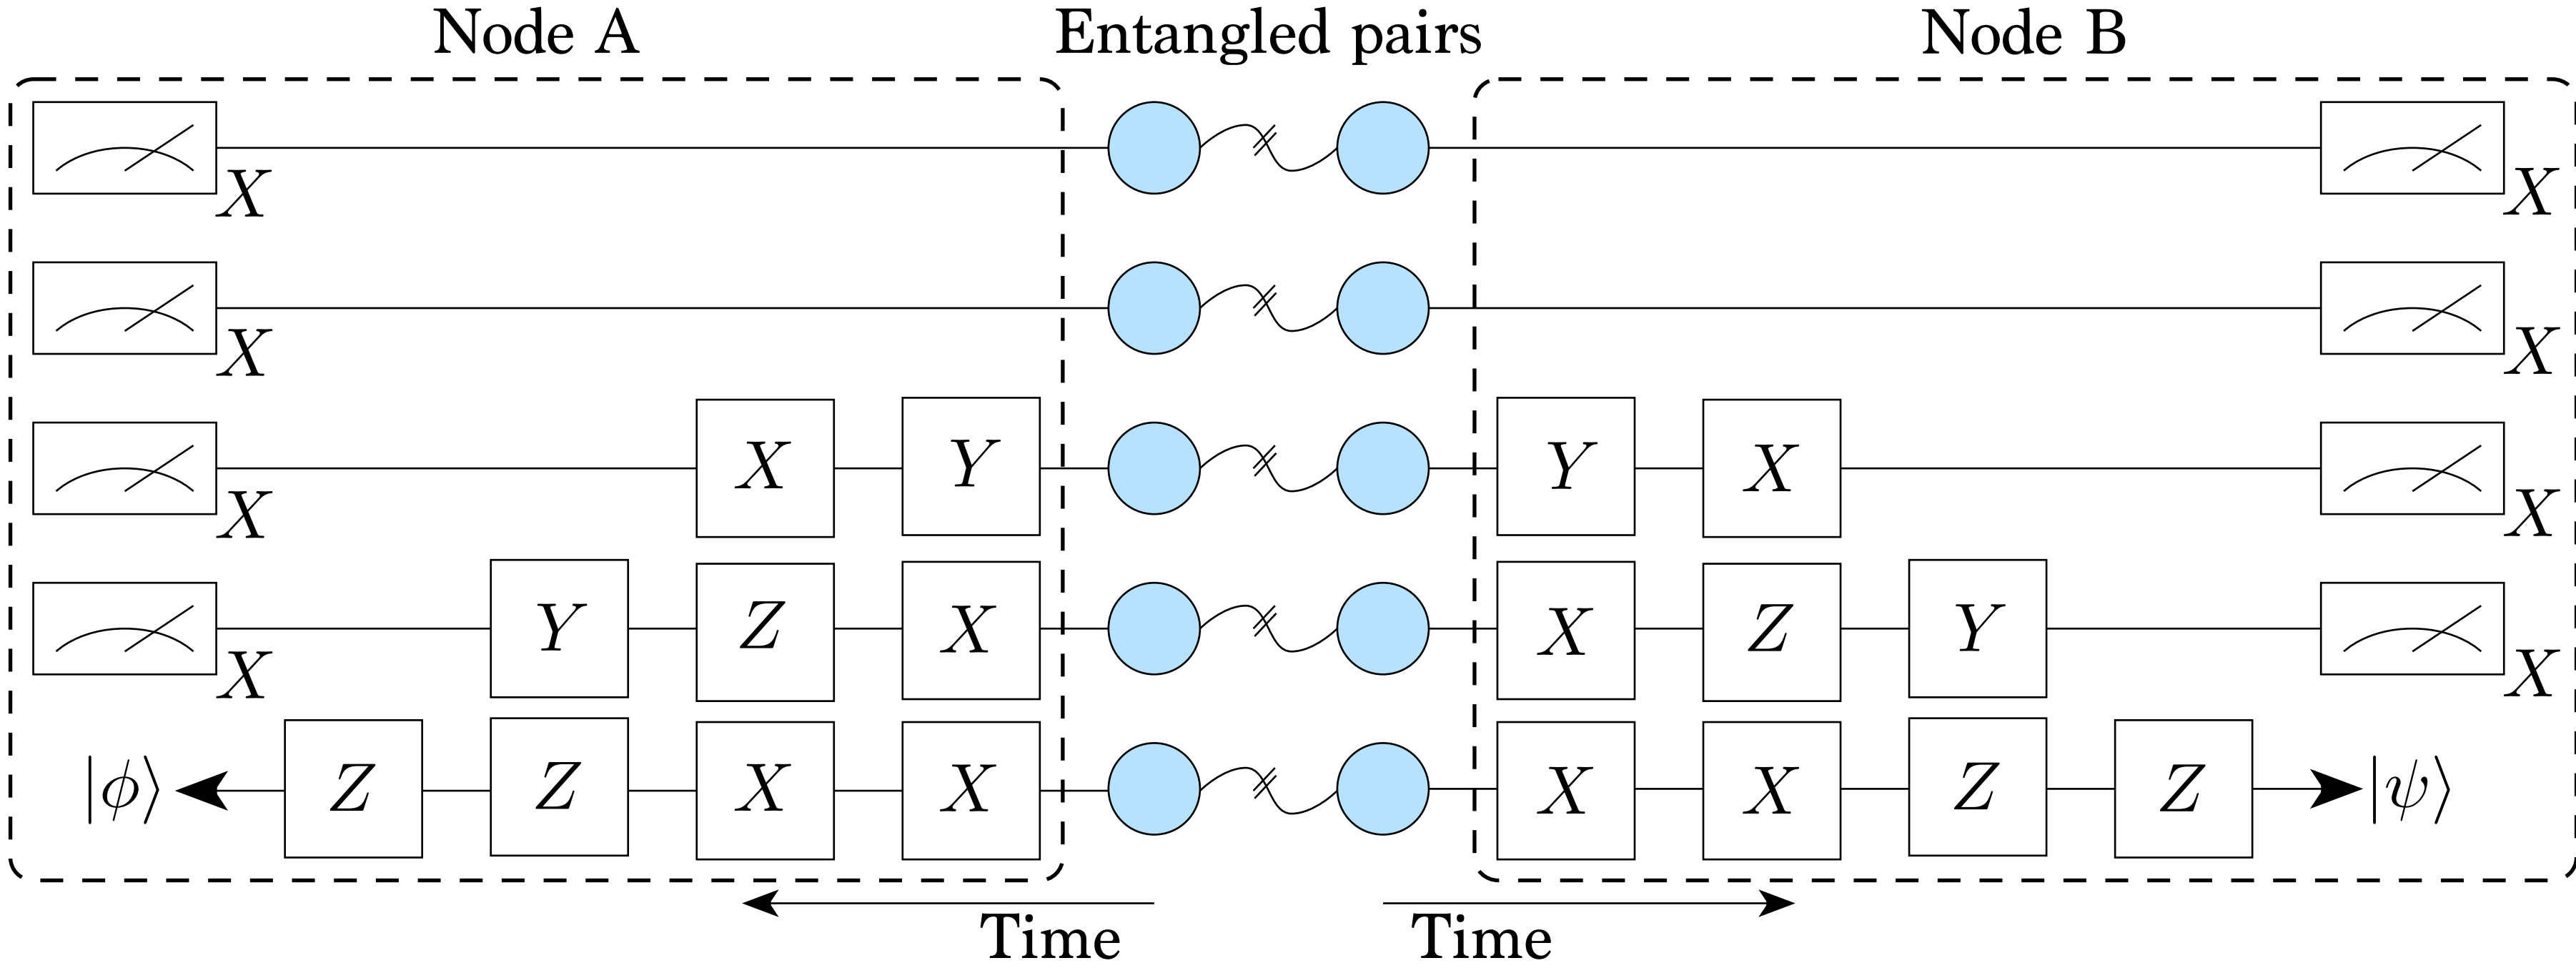 Node A Entangled pairs Node B
X X
X X
X Y Y X
X X
Y Z X X Z Y
X X
|ϕ⟩ Z Z X X X X Z Z |ψ⟩
Time Time